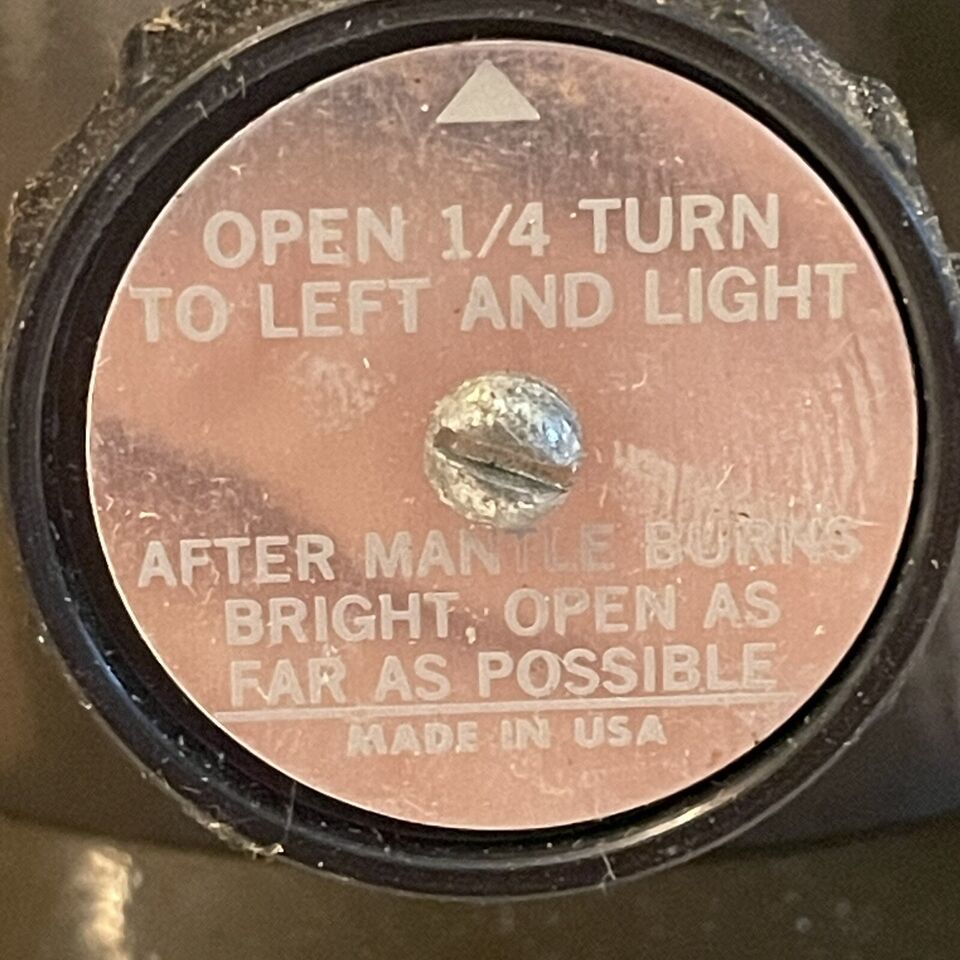 OPEN 1/4 TURN
TO LEFT AND LIGHT
AFTER MANTLE BURNS
BRIGHT, OPEN AS
FAR AS POSSIBLE
MADE IN USA